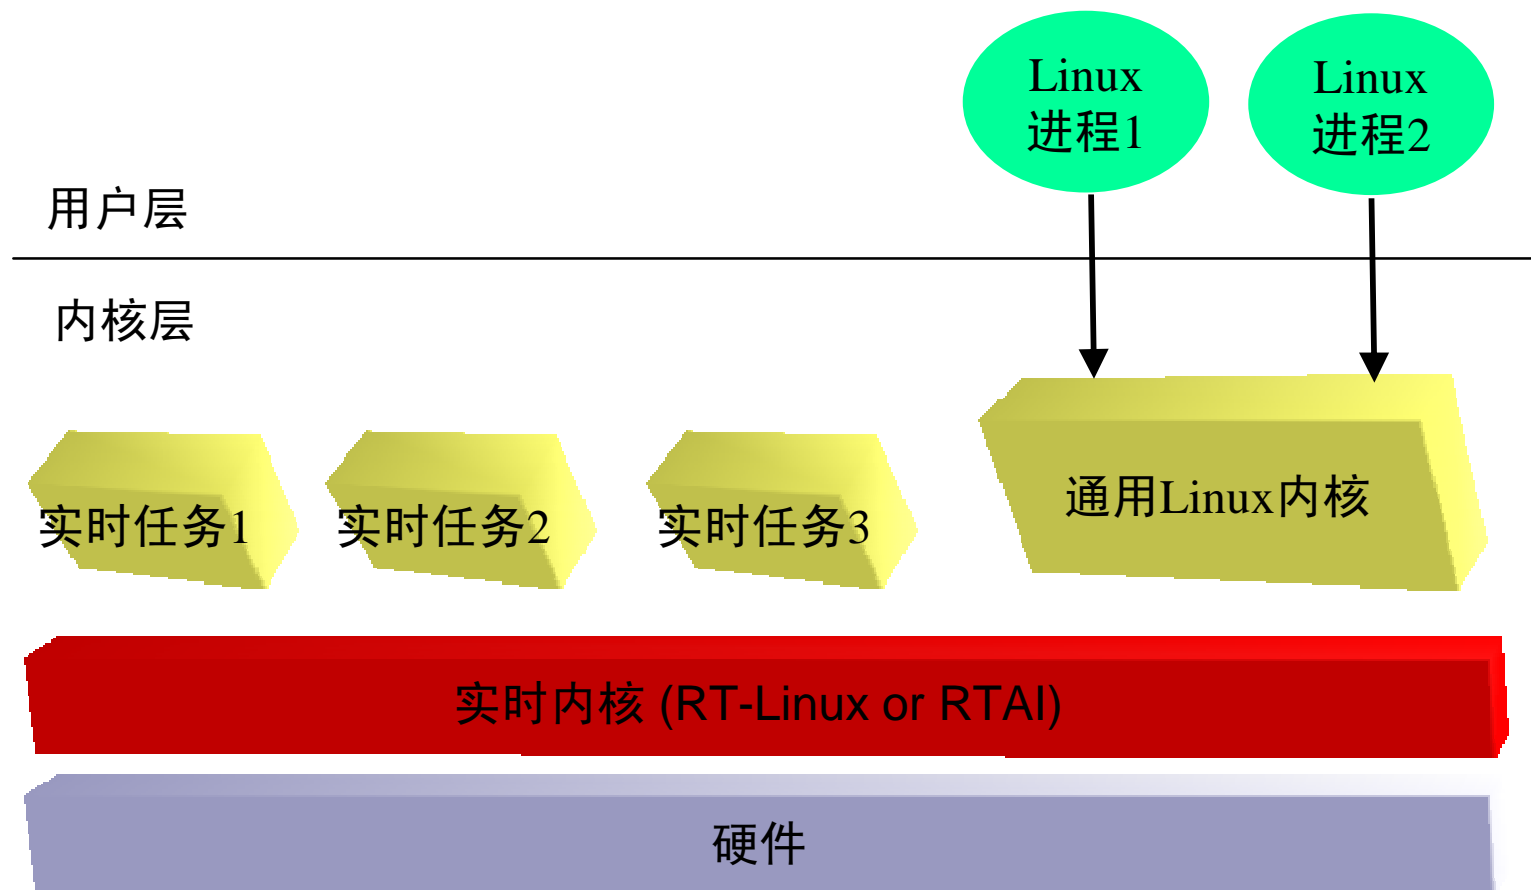 Linux
进程1
Linux
进程2
用户层
内核层
实时任务1
实时任务2
实时任务3
通用Linux内核
实时内核 (RT-Linux or RTAI)
硬件